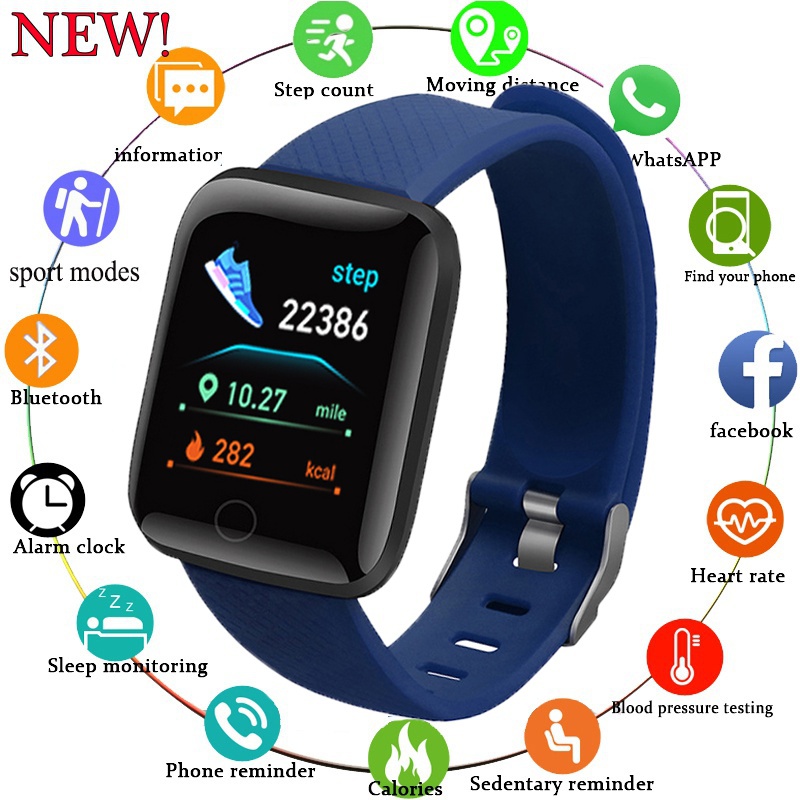 NEW!
Step count
Moving distance
information
WhatsAPP
sport modes
Find your phone
step
22386
Bluetooth
10.27 mile
facebook
282 kcal
Alarm clock
Heart rate
Z Z Z
Sleep monitoring
Blood pressure testing
Phone reminder
Calories
Sedentary reminder